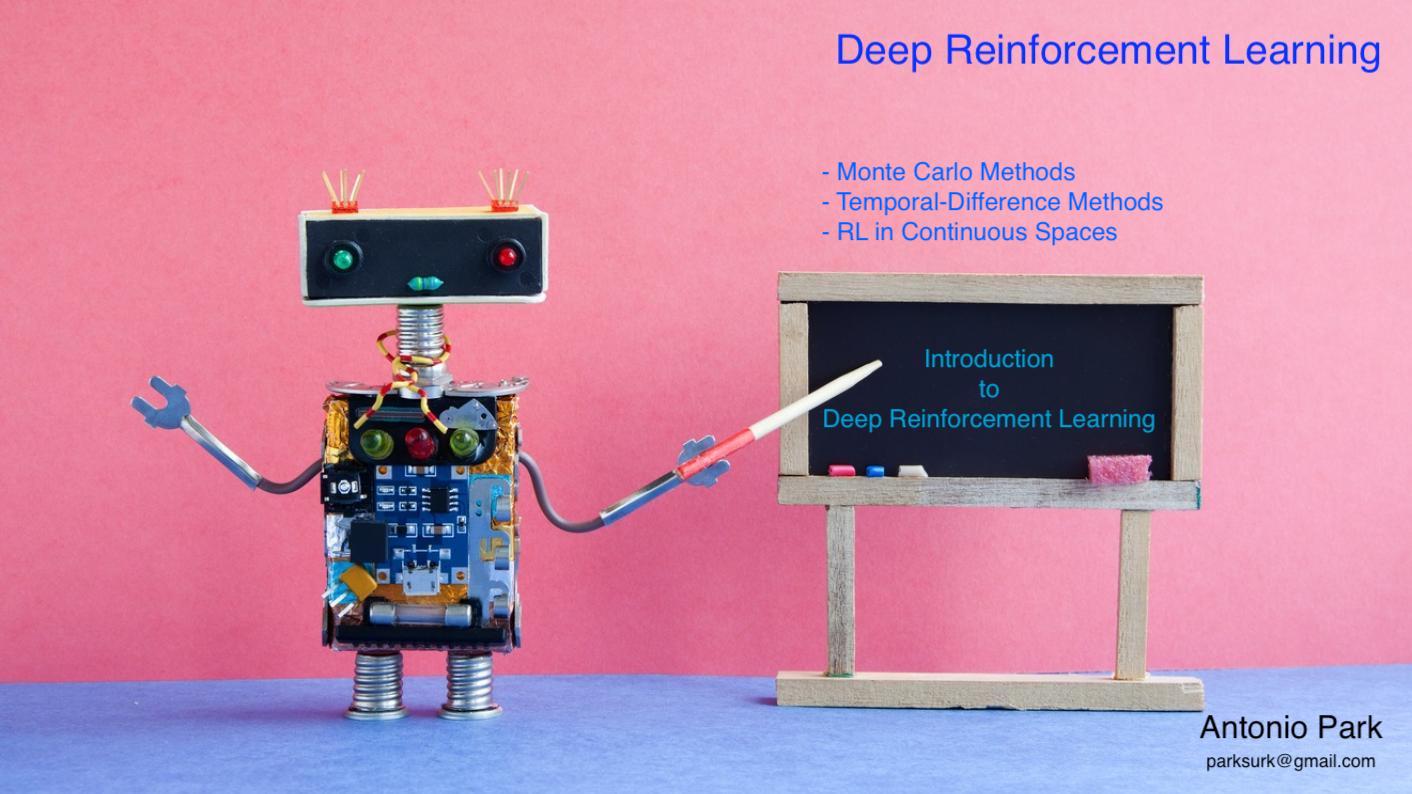 Deep Reinforcement Learning
- Monte Carlo Methods
- Temporal-Difference Methods
- RL in Continuous Spaces
Introduction
to
Deep Reinforcement Learning
Antonio Park
parksurk@gmail.com